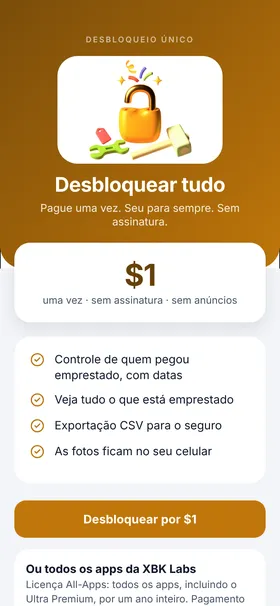 DESBLOQUEIO ÚNICO
Desbloquear tudo
Pague uma vez. Seu para sempre. Sem
assinatura.
$1
uma vez · sem assinatura · sem anúncios
Controle de quem pegou
emprestado, com datas
Veja tudo o que está emprestado
Exportação CSV para o seguro
As fotos ficam no seu celular
Desbloquear por $1
Ou todos os apps da XBK Labs
Licença All-Apps: todos os apps, incluindo o
Ultra Premium, por um ano inteiro. Pagamento